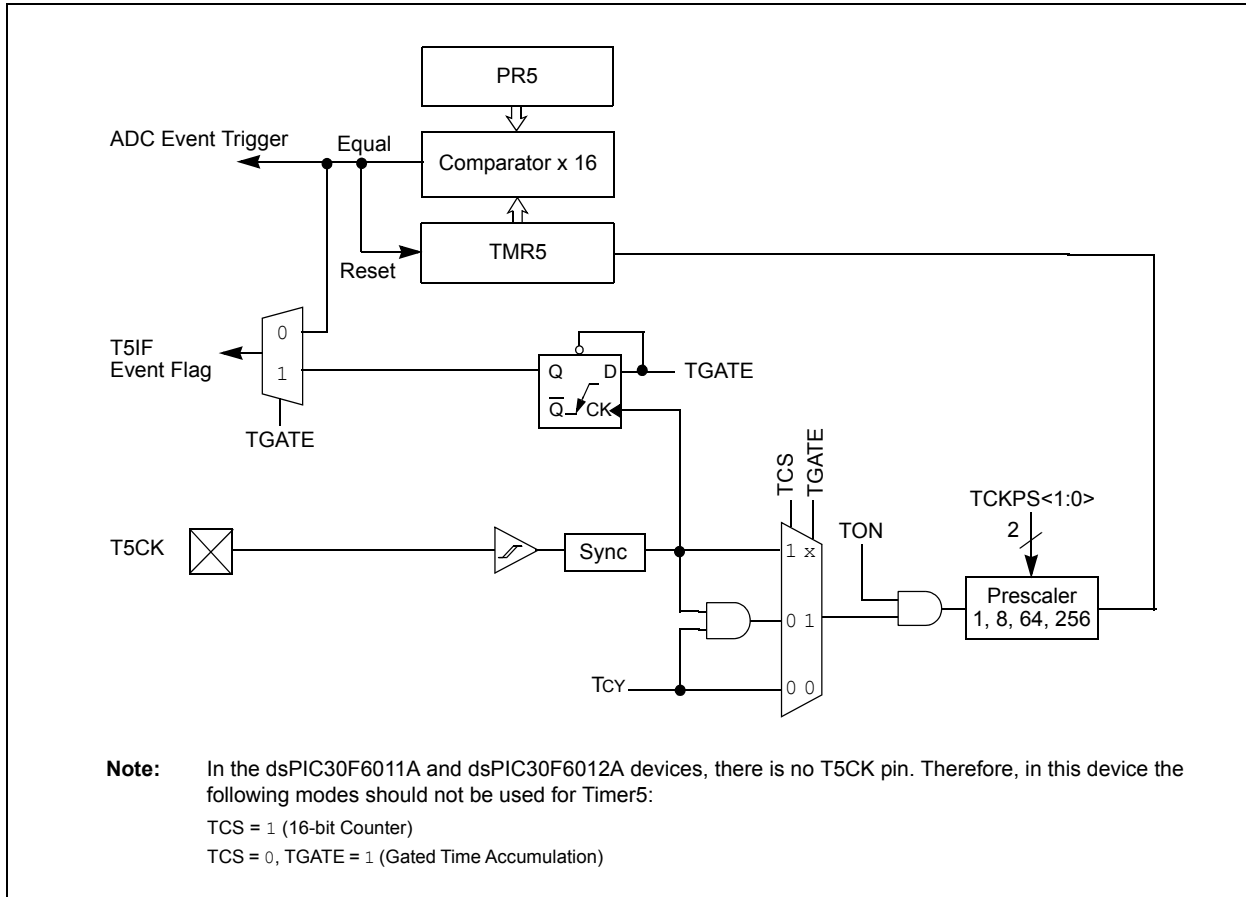 PR5
ADC Event Trigger
Equal
Comparator x 16
TMR5
Reset
0
1
T5IF
Event Flag
TGATE
Q
D
Q
CK
TGATE
TCS
TGATE
TCKPS<1:0>
2
TON
T5CK
Sync
1 x
0 1
0 0
Prescaler
1, 8, 64, 256
TCY
Note: In the dsPIC30F6011A and dsPIC30F6012A devices, there is no T5CK pin. Therefore, in this device the
following modes should not be used for Timer5:
TCS = 1 (16-bit Counter)
TCS = 0, TGATE = 1 (Gated Time Accumulation)